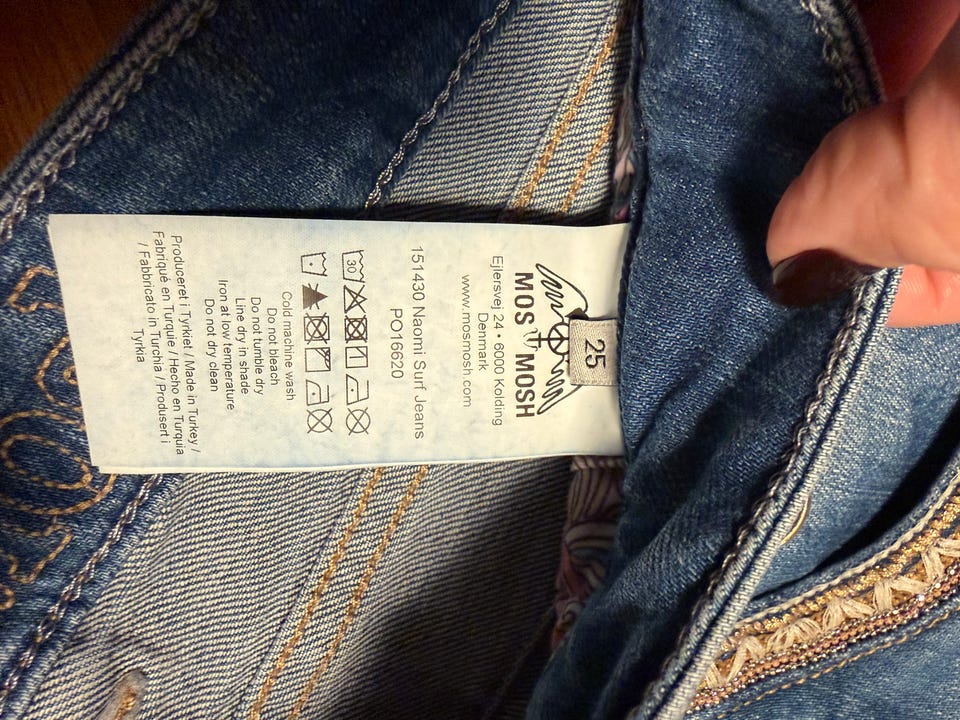 25
MOS MOSH
Ejlersvej 24 • 6000 Kolding
Denmark
www.mosmosh.com
151430 Naomi Surf Jeans
PO16620
30
Cold machine wash
Do not bleach
Do not tumble dry
Line dry in shade
Iron at low temperature
Do not dry clean
Produceret i Tyrkiet / Made in Turkey /
Fabriqué en Turquie / Hecho en Turquia
/ Fabbricato in Turchia / Produsert i
Tyrkia